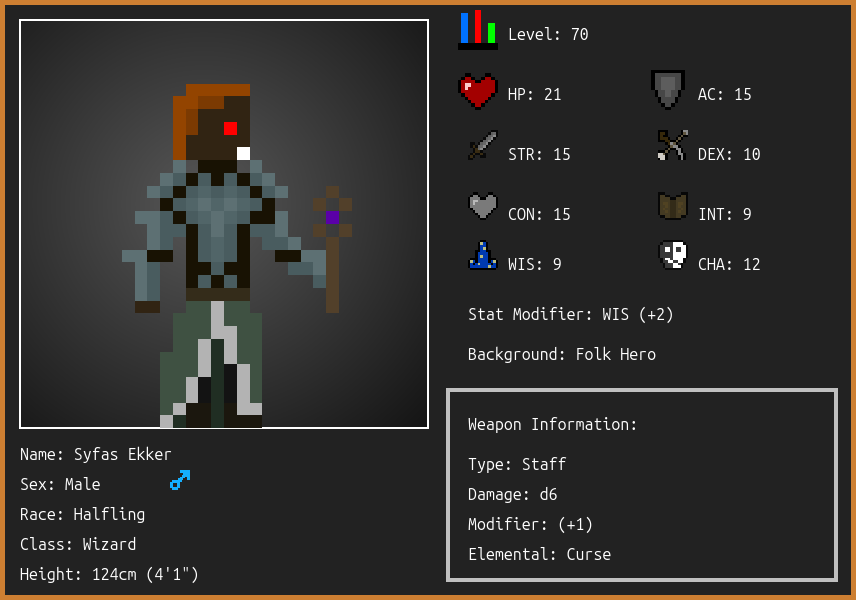 Level: 70
HP: 21
AC: 15
STR: 15
DEX: 10
CON: 15
INT: 9
WIS: 9
CHA: 12
Stat Modifier: WIS (+2)
Background: Folk Hero
Name: Syfas Ekker
Sex: Male
Race: Halfling
Class: Wizard
Height: 124cm (4'1")
Weapon Information:
Type: Staff
Damage: d6
Modifier: (+1)
Elemental: Curse